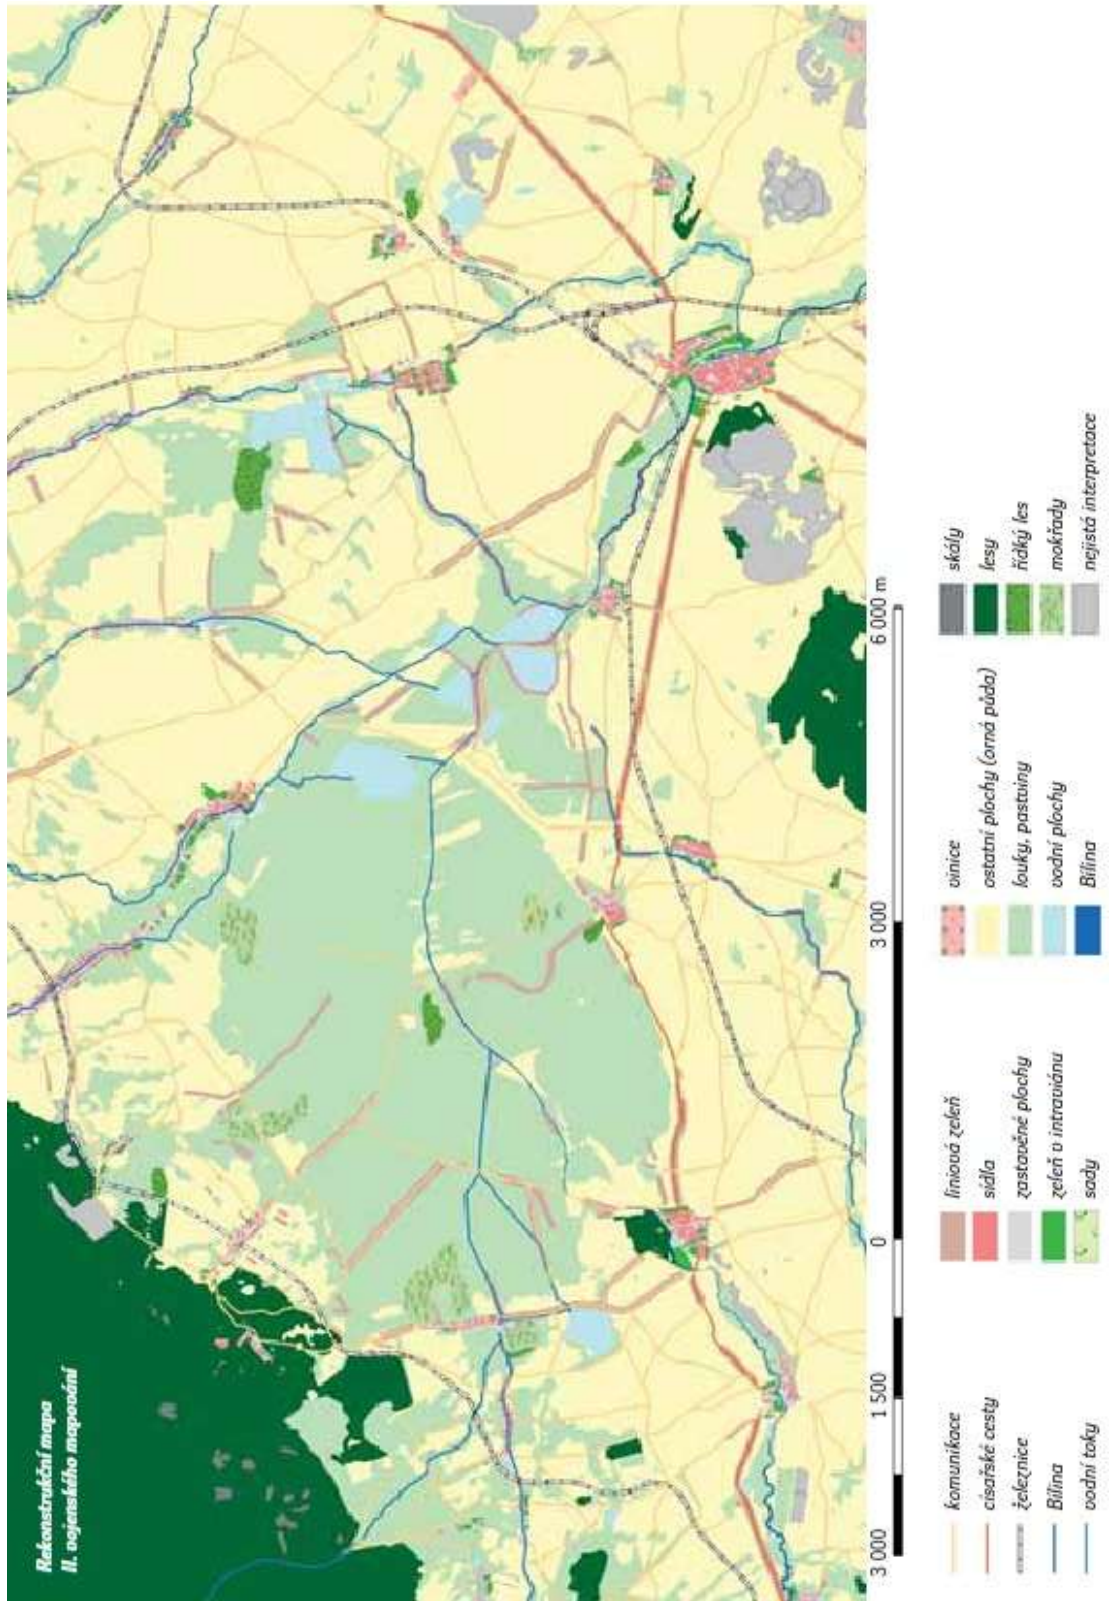 Rekonstrukční mapa
II. vojenského mapování
3 000
1 500
0
3 000
6 000 m
komunikace
císařské cesty
železnice
Bílina
vodní toky
liniová zeleň
sídla
zastavěné plochy
zeleň v intravilánu
sady
vinice
ostatní plochy (orná půda)
louky, pastviny
vodní plochy
Bílina
skály
lesy
řídký les
mokřady
nejistá interpretace